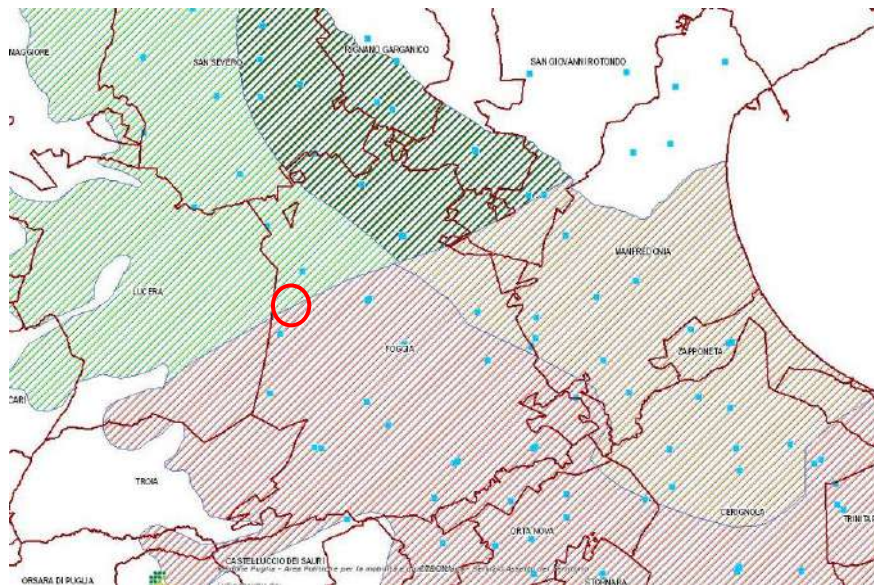 MAGGIORE
SAN SEVERO
RIGNANO GARGANICO
SAN GIOVANNI ROTONDO
MANFREDONIA
LUCERA
FOGGIA
ZAPPONETA
CARI
TROIA
CERIGNOLA
ORTA NOVA
TRINITAP
CASTELLUCCIO DEI SAURI
ORSARA DI PUGLIA
STORNARA